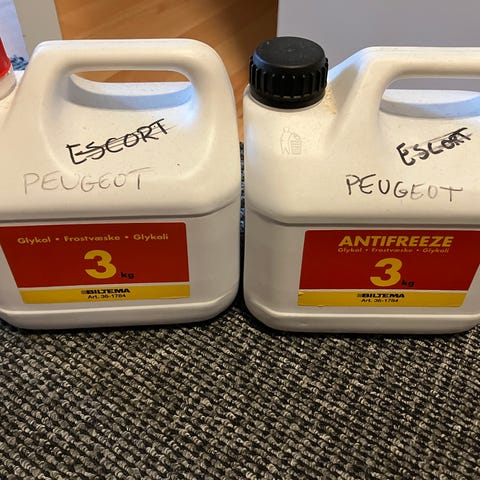 ESCORT
PEUGEOT
Glykol • Frostvæske • Glykoli
3 kg
BILTEMA
Art. 36-1784
ESCORT
PEUGEOT
ANTIFREEZE
Glykol • Frostvæske • Glykoli
3 kg
BILTEMA
Art. 36-1784